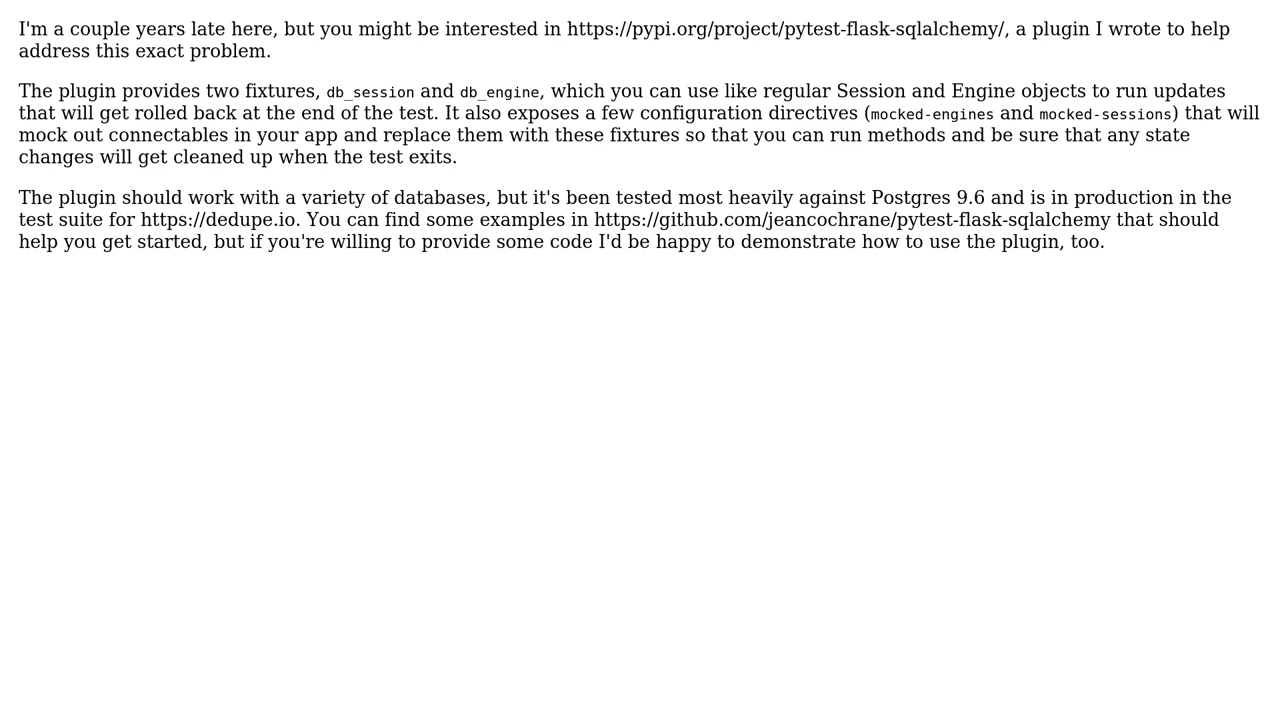 I'm a couple years late here, but you might be interested in https://pypi.org/project/pytest-flask-sqlalchemy/, a plugin I wrote to help
address this exact problem.
The plugin provides two fixtures, db_session and db_engine, which you can use like regular Session and Engine objects to run updates
that will get rolled back at the end of the test. It also exposes a few configuration directives (mocked-engines and mocked-sessions) that will
mock out connectables in your app and replace them with these fixtures so that you can run methods and be sure that any state
changes will get cleaned up when the test exits.
The plugin should work with a variety of databases, but it's been tested most heavily against Postgres 9.6 and is in production in the
test suite for https://dedupe.io. You can find some examples in https://github.com/jeancochrane/pytest-flask-sqlalchemy that should
help you get started, but if you're willing to provide some code I'd be happy to demonstrate how to use the plugin, too.